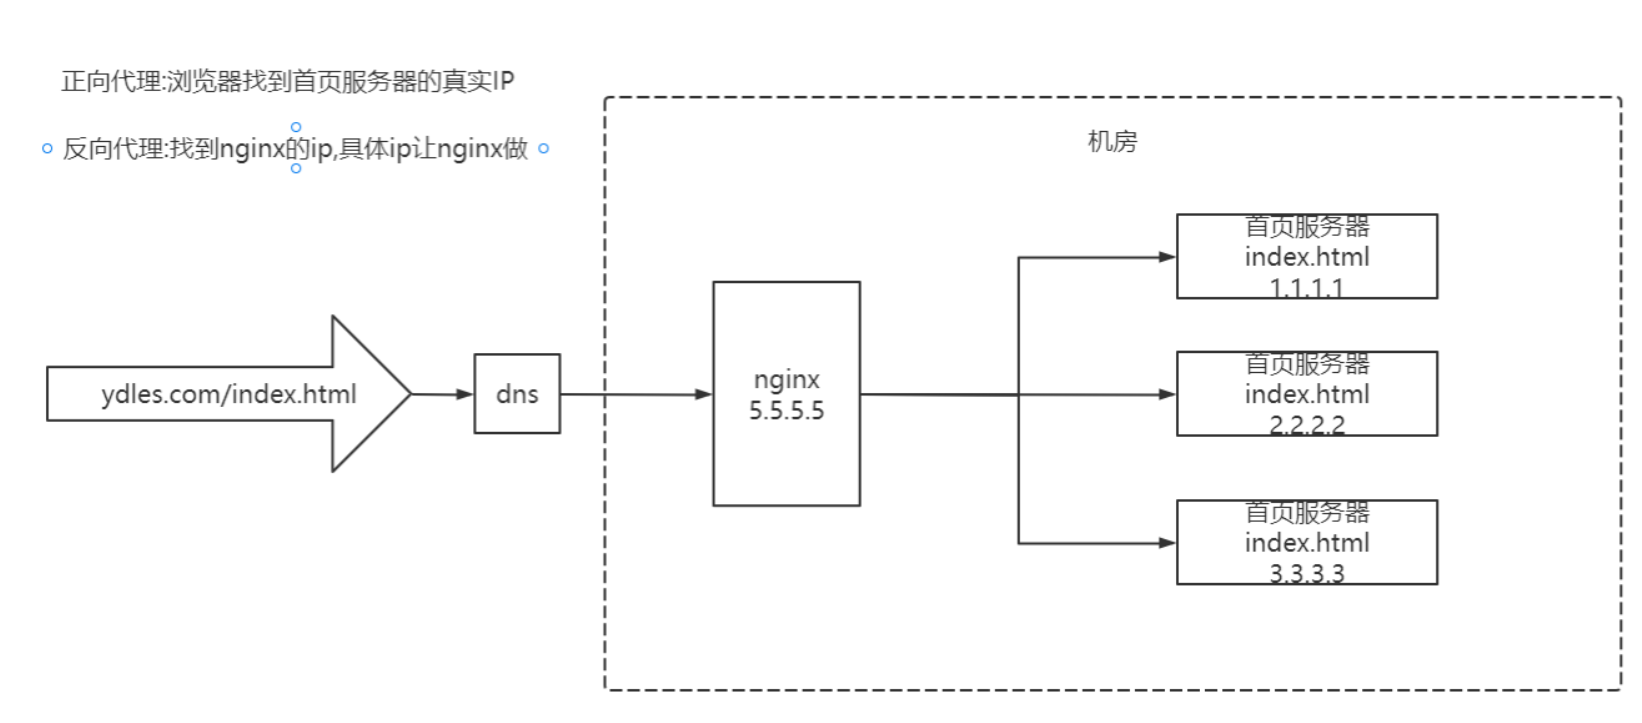 正向代理:浏览器找到首页服务器的真实IP
反向代理:找到nginx的ip,具体ip让nginx做
机房
ydles.com/index.html
dns
nginx
5.5.5.5
首页服务器
index.html
1.1.1.1
首页服务器
index.html
2.2.2.2
首页服务器
index.html
3.3.3.3